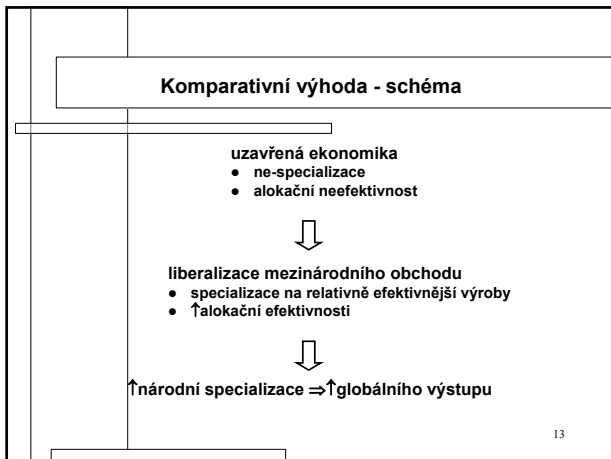 Komparativní výhoda - schéma
uzavřená ekonomika
● ne-specializace
● alokační neefektivnost
liberalizace mezinárodního obchodu
● specializace na relativně efektivnější výroby
● ↑alokační efektivnosti
↑národní specializace ⇒↑globálního výstupu
13